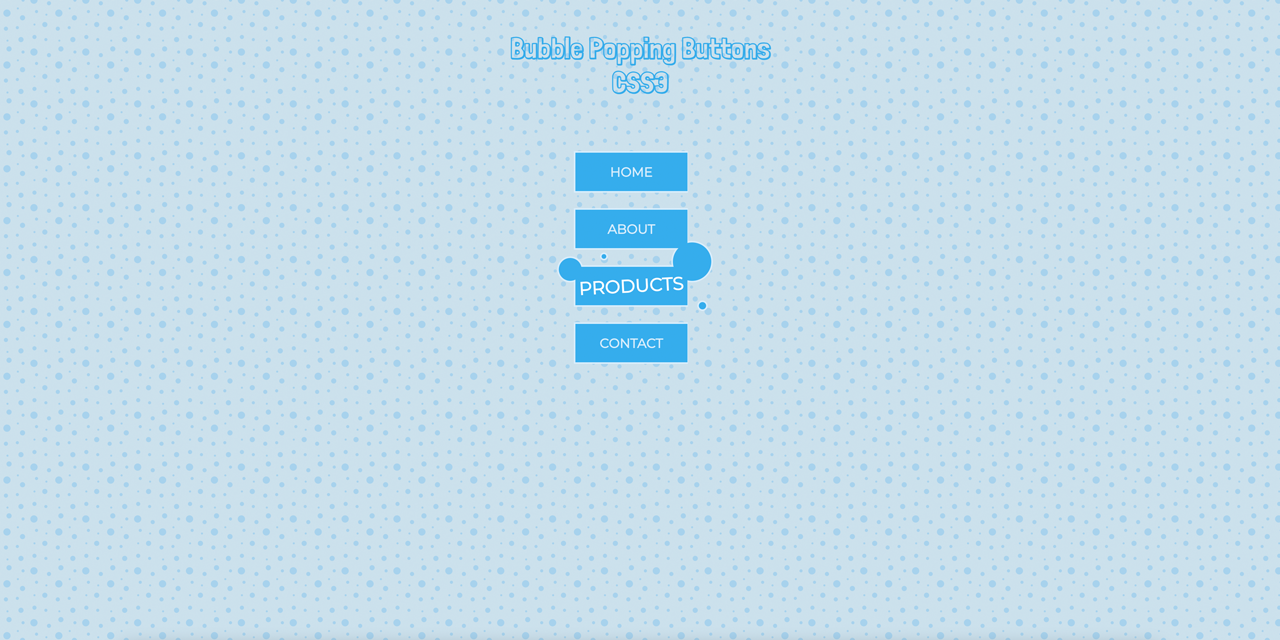 Bubble Popping Buttons
CSS3
HOME
ABOUT
PRODUCTS
CONTACT